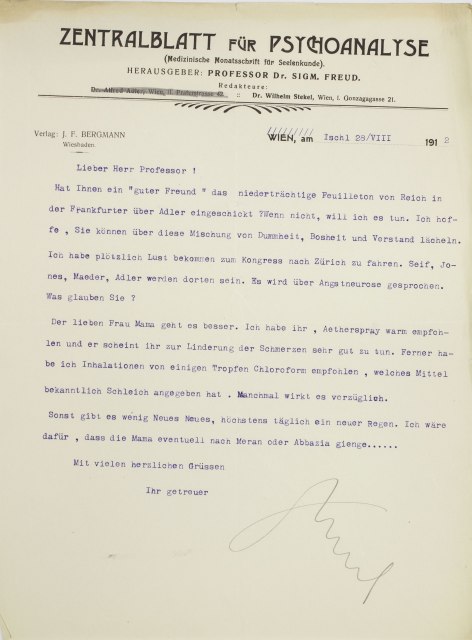 ZENTRALBLATT FÜR PSYCHOANALYSE
(Medizinische Monatsschrift für Seelenkunde).
HERAUSGEBER: PROFESSOR Dr. SIGM. FREUD.
Redakteure:
Dr. Alfred Adler, Wien, II. Praterstrasse 42. :: Dr. Wilhelm Stekel, Wien, I. Gonzagagasse 21.
Verlag: J. F. BERGMANN
Wiesbaden.
WIEN, am Ischl 28/VIII 1912
Lieber Herr Professor !
Hat Ihnen ein "guter Freund " das niederträchtige Feuilleton von Reich in
der Frankfurter über Adler eingeschickt ?Wenn nicht, will ich es tun. Ich hof-
fe , Sie können über diese Mischung von Dummheit, Bosheit und Verstand lächeln.
Ich habe plötzlich Lust bekommen zum Kongress nach Zürich zu fahren. Seif, Jo-
nes, Maeder, Adler werden dorten sein. Es wird über Angstneurose gesprochen.
Was glauben Sie ?
Der lieben Frau Mama geht es besser. Ich habe ihr , Aetherspray warm empfoh-
len und er scheint ihr zur Linderung der Schmerzen sehr gut zu tun. Ferner ha-
be ich Inhalationen von einigen Tropfen Chloroform empfohlen , welches Mittel
bekanntlich Schleich angegeben hat . Manchmal wirkt es vorzüglich.
Sonst gibt es wenig Neues Neues, höchstens täglich ein neuer Regen. Ich wäre
dafür , dass die Mama eventuell nach Meran oder Abbazia gienge......
Mit vielen herzlichen Grüssen
Ihr getreuer